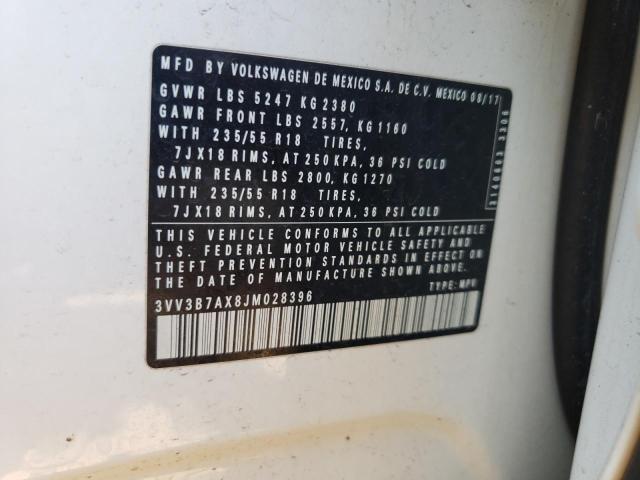 MFD BY VOLKSWAGEN DE MEXICO S.A. DE C.V. MEXICO 08/17
GVWR LBS 5247 KG 2380
GAWR FRONT LBS 2557, KG 1160
WITH 235/55 R18 TIRES,
7JX18 RIMS, AT 250 KPA, 36 PSI COLD
GAWR REAR LBS 2800, KG 1270
WITH 235/55 R18 TIRES,
7JX18 RIMS, AT 250 KPA, 36 PSI COLD
THIS VEHICLE CONFORMS TO ALL APPLICABLE
U.S. FEDERAL MOTOR VEHICLE SAFETY AND
THEFT PREVENTION STANDARDS IN EFFECT ON
THE DATE OF MANUFACTURE SHOWN ABOVE.
3VV3B7AX8JM028396 TYPE: MPV
3140603 3306